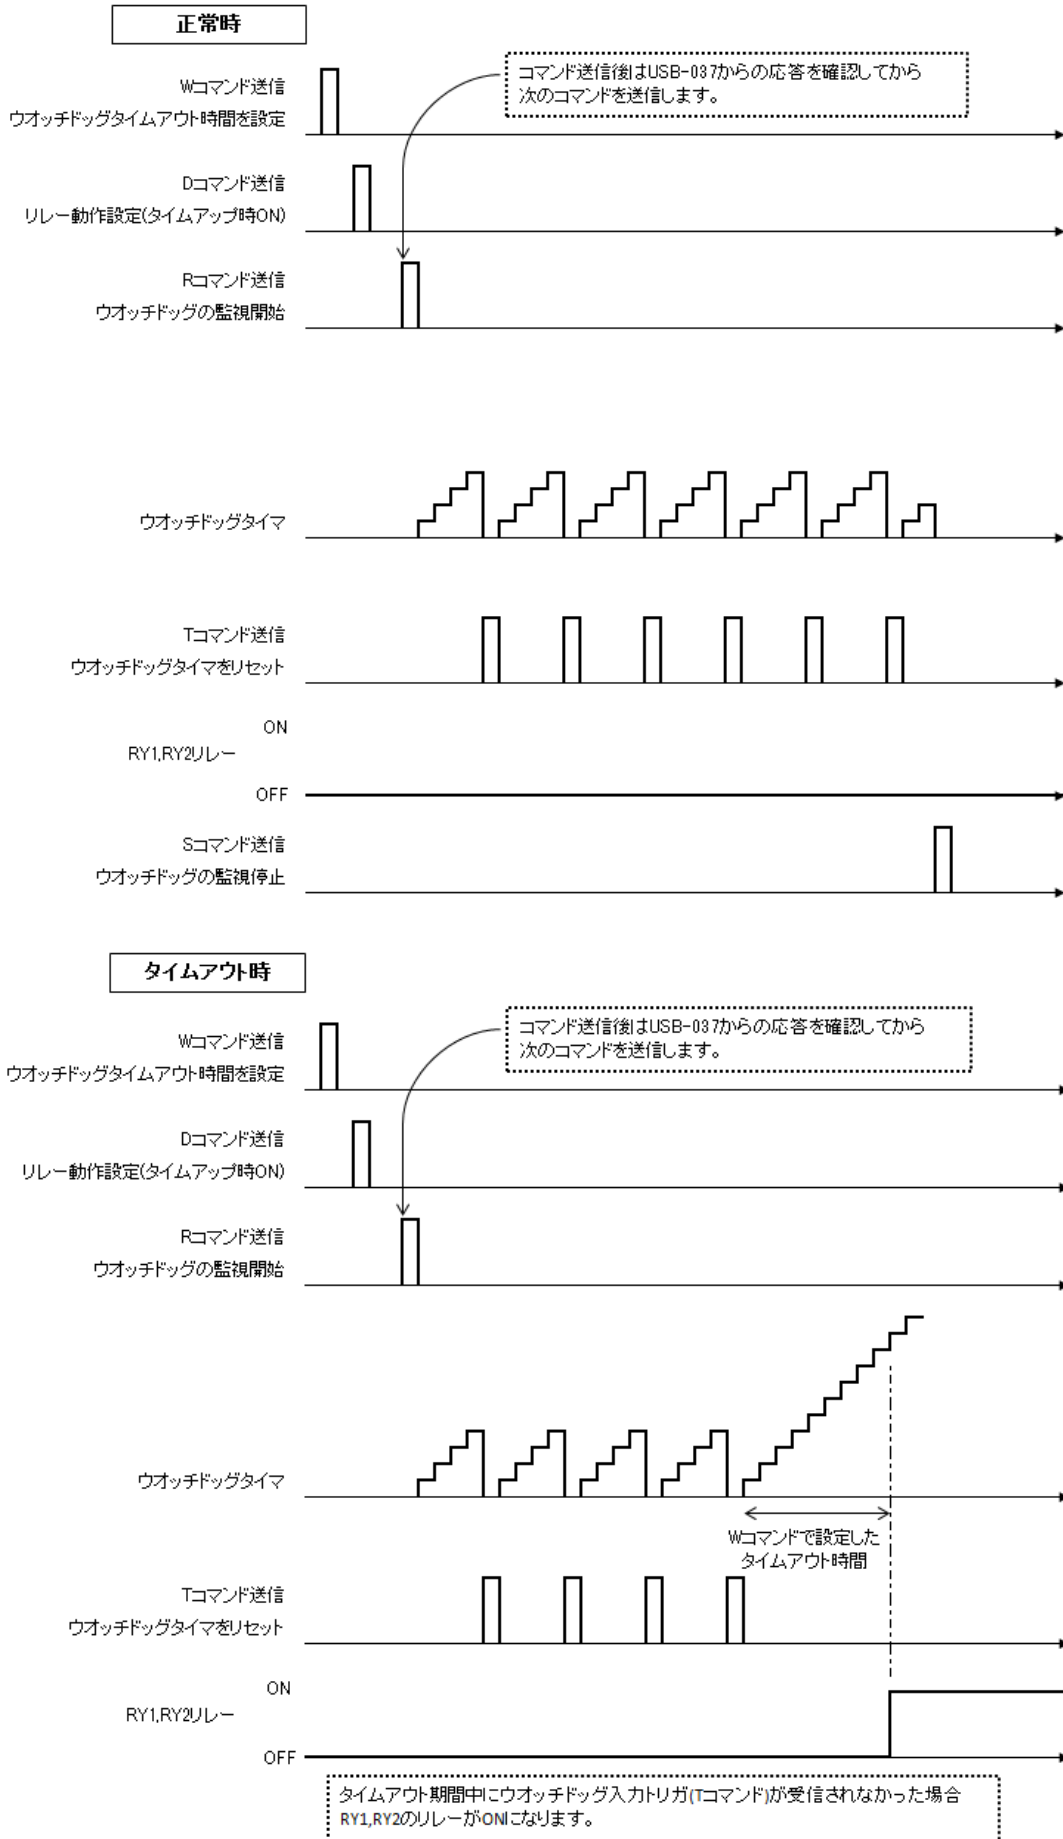 正常時
Wコマンド送信
ウオッチドッグタイムアウト時間を設定
コマンド送信後はUSB-037からの応答を確認してから
次のコマンドを送信します。
Dコマンド送信
リレー動作設定(タイムアップ時ON)
Rコマンド送信
ウオッチドッグの監視開始
ウオッチドッグタイマ
Tコマンド送信
ウオッチドッグタイマをリセット
ON
RY1,RY2リレー
OFF
Sコマンド送信
ウオッチドッグの監視停止
タイムアウト時
Wコマンド送信
ウオッチドッグタイムアウト時間を設定
コマンド送信後はUSB-037からの応答を確認してから
次のコマンドを送信します。
Dコマンド送信
リレー動作設定(タイムアップ時ON)
Rコマンド送信
ウオッチドッグの監視開始
ウオッチドッグタイマ
Wコマンドで設定した
タイムアウト時間
Tコマンド送信
ウオッチドッグタイマをリセット
ON
RY1,RY2リレー
OFF
タイムアウト期間中にウオッチドッグ入力トリガ(Tコマンド)が受信されなかった場合
RY1,RY2のリレーがONになります。